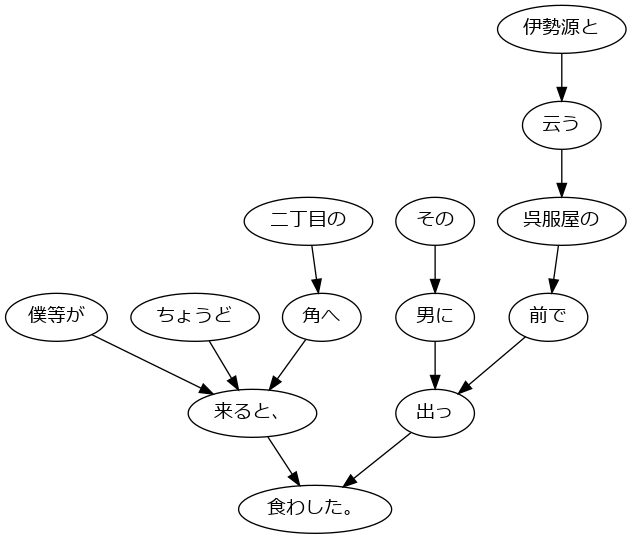 伊勢源と
云う
二丁目の
その
呉服屋の
僕等が
ちょうど
角へ
男に
前で
来ると、
出っ
食わした。